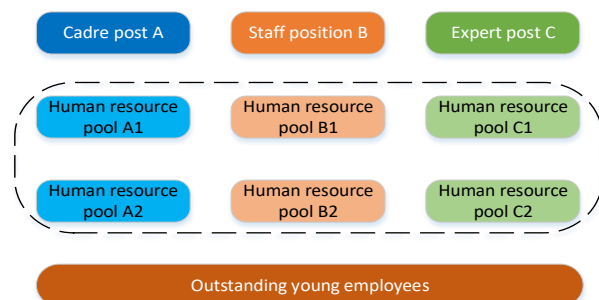 Cadre post A
Staff position B
Expert post C
Human resource
pool A1
Human resource
pool B1
Human resource
pool C1
Human resource
pool A2
Human resource
pool B2
Human resource
pool C2
Outstanding young employees